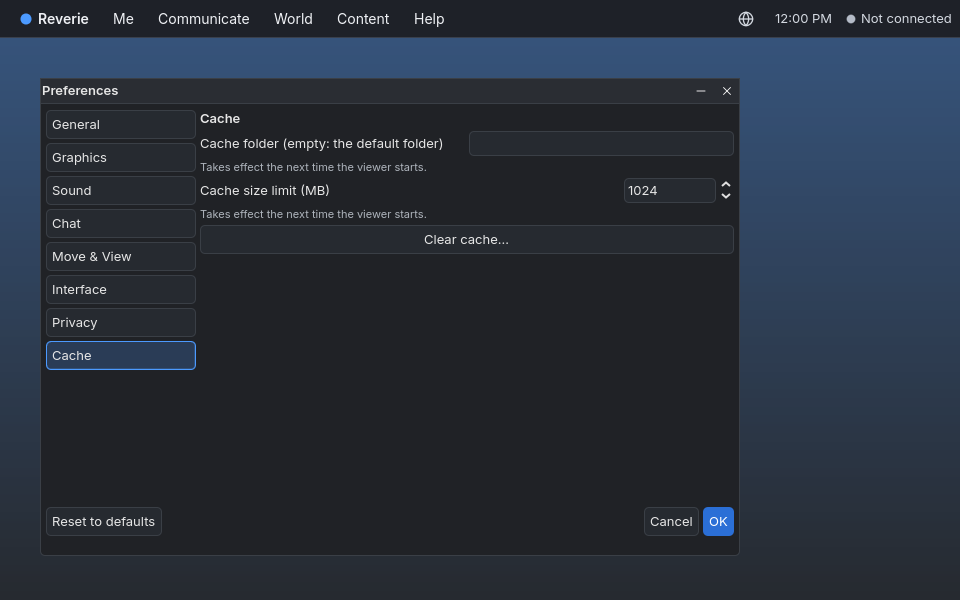 Reverie Me Communicate World Content Help 12:00 PM Not connected
Preferences
General
Graphics
Sound
Chat
Move & View
Interface
Privacy
Cache
Cache
Cache folder (empty: the default folder)
Takes effect the next time the viewer starts.
Cache size limit (MB) 1024
Takes effect the next time the viewer starts.
Clear cache...
Reset to defaults Cancel OK